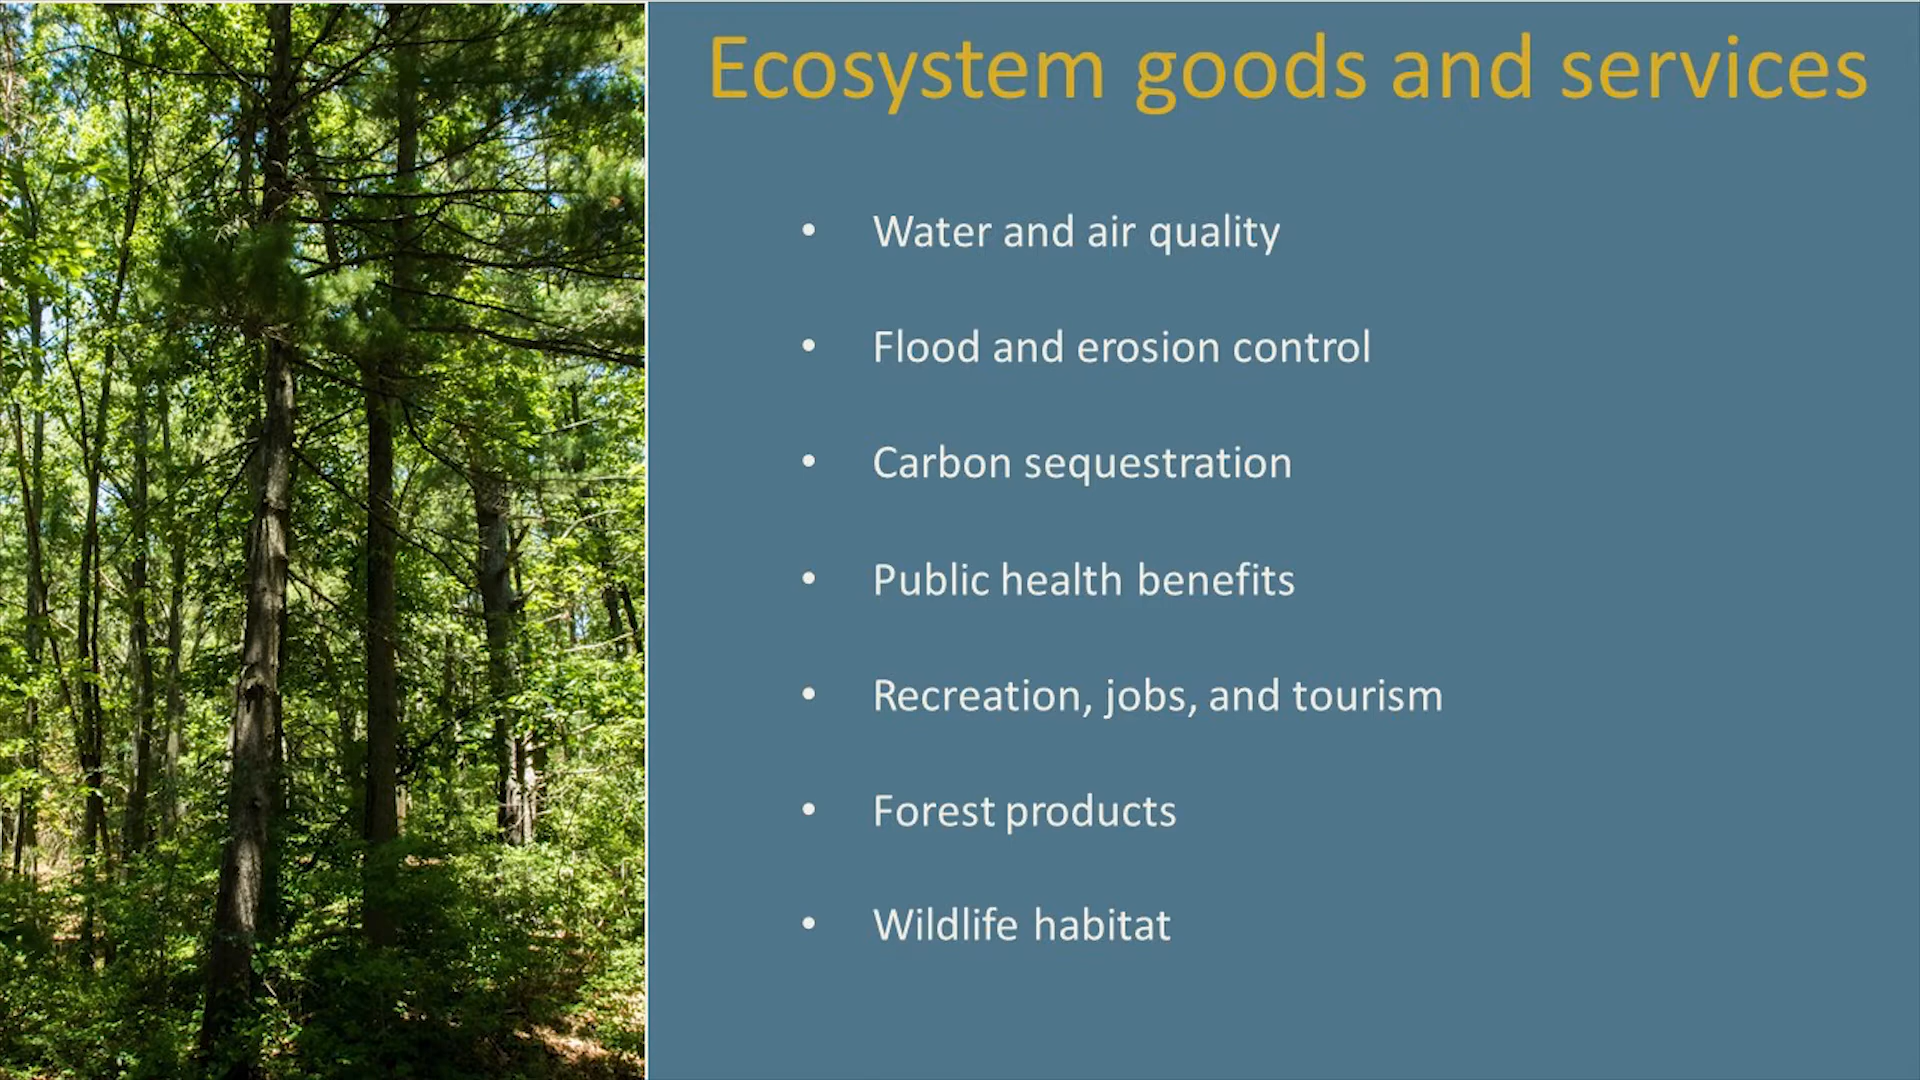 Ecosystem goods and services
• Water and air quality
• Flood and erosion control
• Carbon sequestration
• Public health benefits
• Recreation, jobs, and tourism
• Forest products
• Wildlife habitat